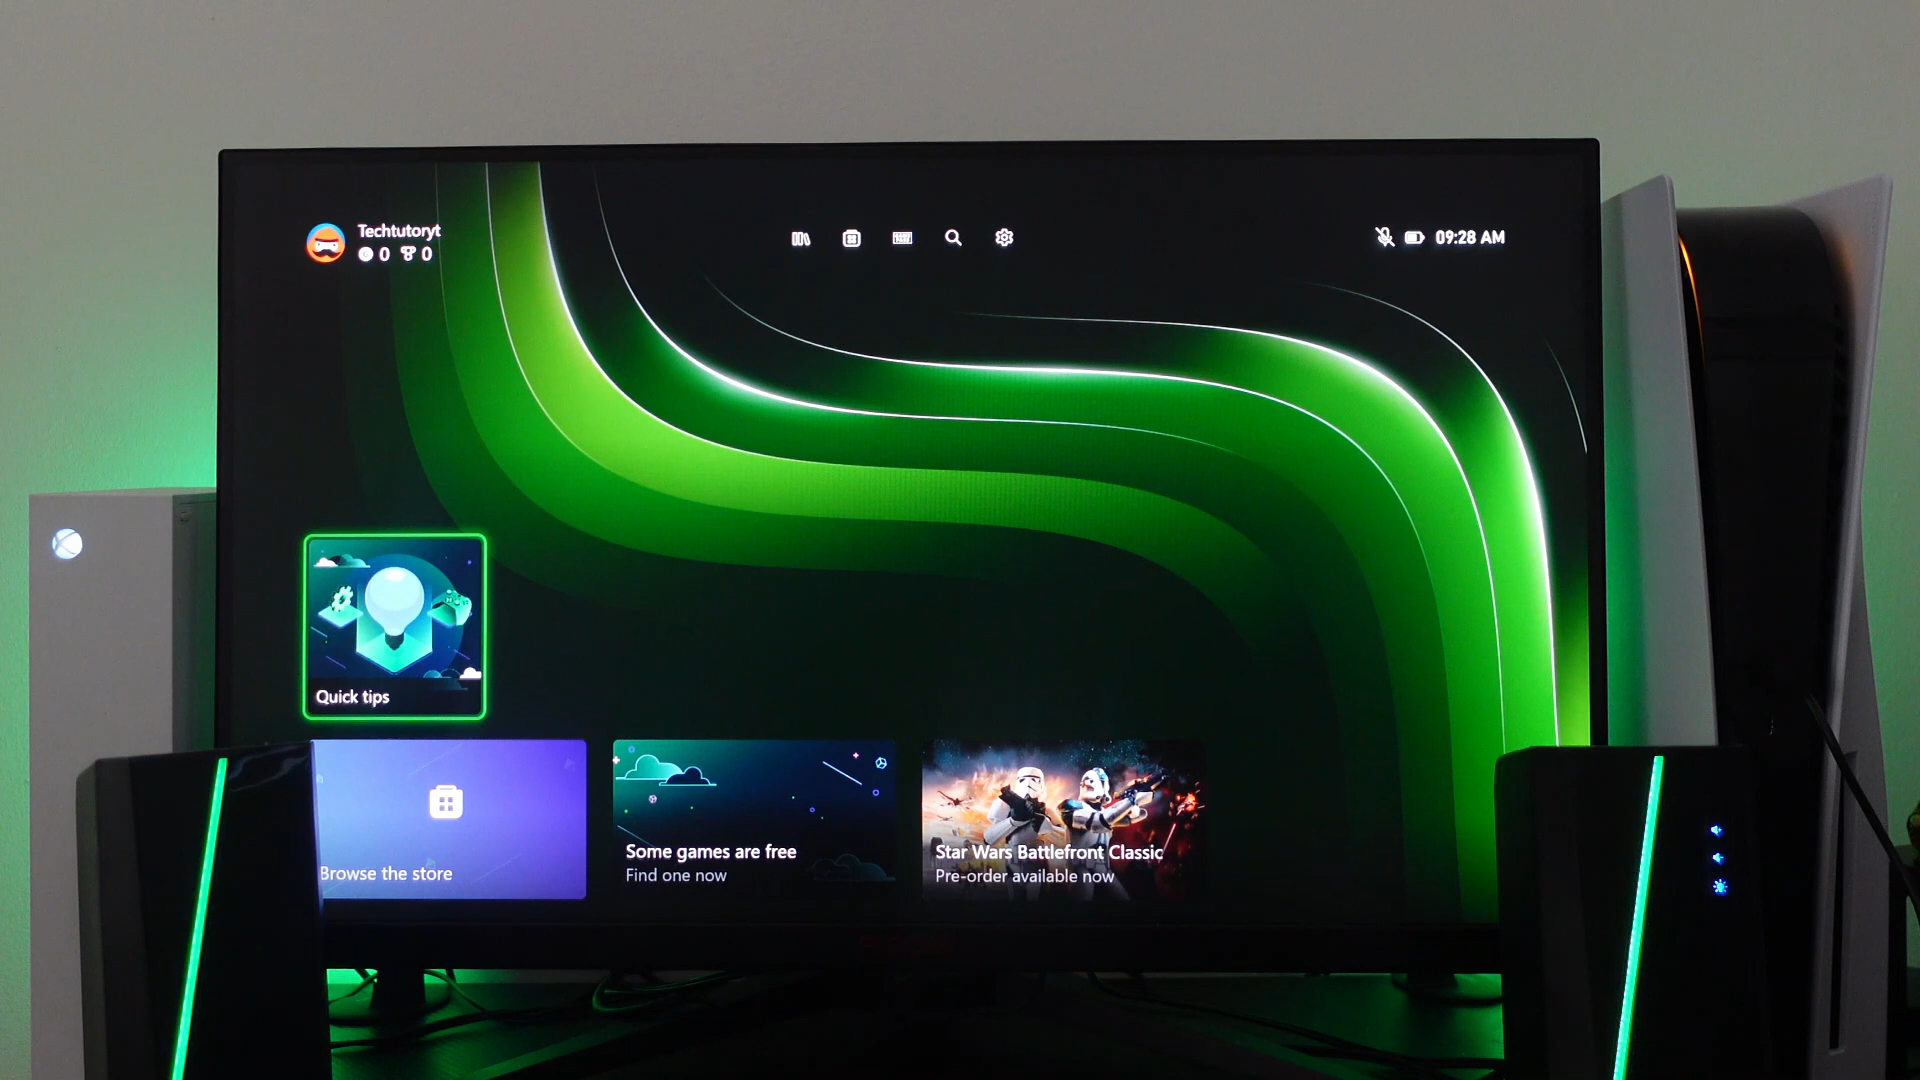 Techtutoryt
0 0
09:28 AM
Quick tips
Browse the store
Some games are free
Find one now
Star Wars Battlefront Classic
Pre-order available now